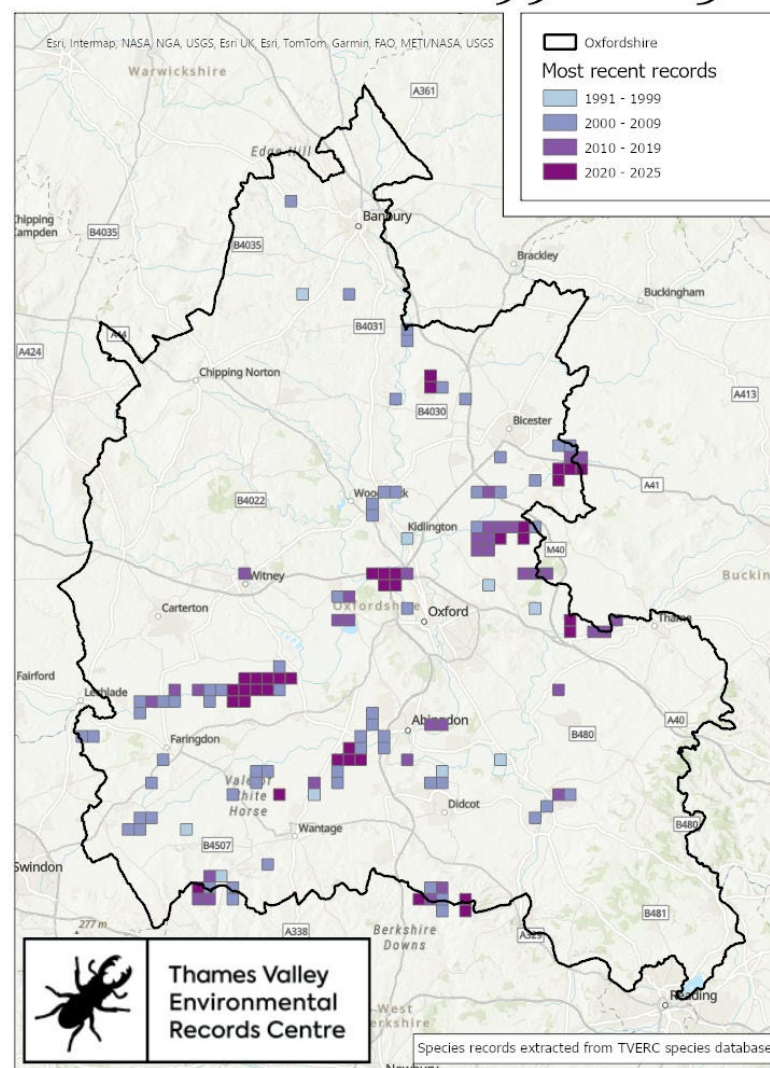 Esri, Intermap, NASA, NGA, USGS, Esri UK, Esri, TomTom, Garmin, FAO, METI/NASA, USGS
Oxfordshire
Most recent records
1991 - 1999
2000 - 2009
2010 - 2019
2020 - 2025
Warwickshire
A361
Edge Hill
Chipping
Campden
B4035
Banbury
B4035
Brackley
Buckingham
A44
B4031
A424
Chipping Norton
A413
B4030
Bicester
A41
B4022
Kidlington
M40
Witney
Oxfordshire
Carterton
Oxford
Thame
Fairford
Lechlade
Abingdon
A40
B480
Faringdon
Vale of
White
Horse
Didcot
Wantage
B480
B4507
Swindon
277 m
A338
Berkshire
Downs
A329
B481
Reading
West
Thames Valley
Environmental
Records Centre
Species records extracted from TVERC species database